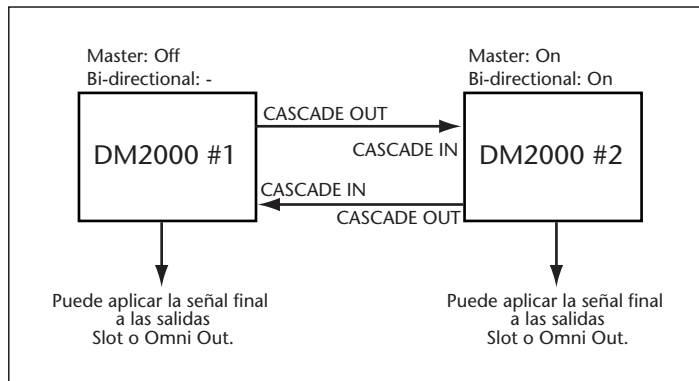 Master: Off
Bi-directional: -
Master: On
Bi-directional: On
DM2000 #1
CASCADE OUT
CASCADE IN
DM2000 #2
CASCADE IN
CASCADE OUT
Puede aplicar la señal final
a las salidas
Slot o Omni Out.
Puede aplicar la señal final
a las salidas
Slot o Omni Out.